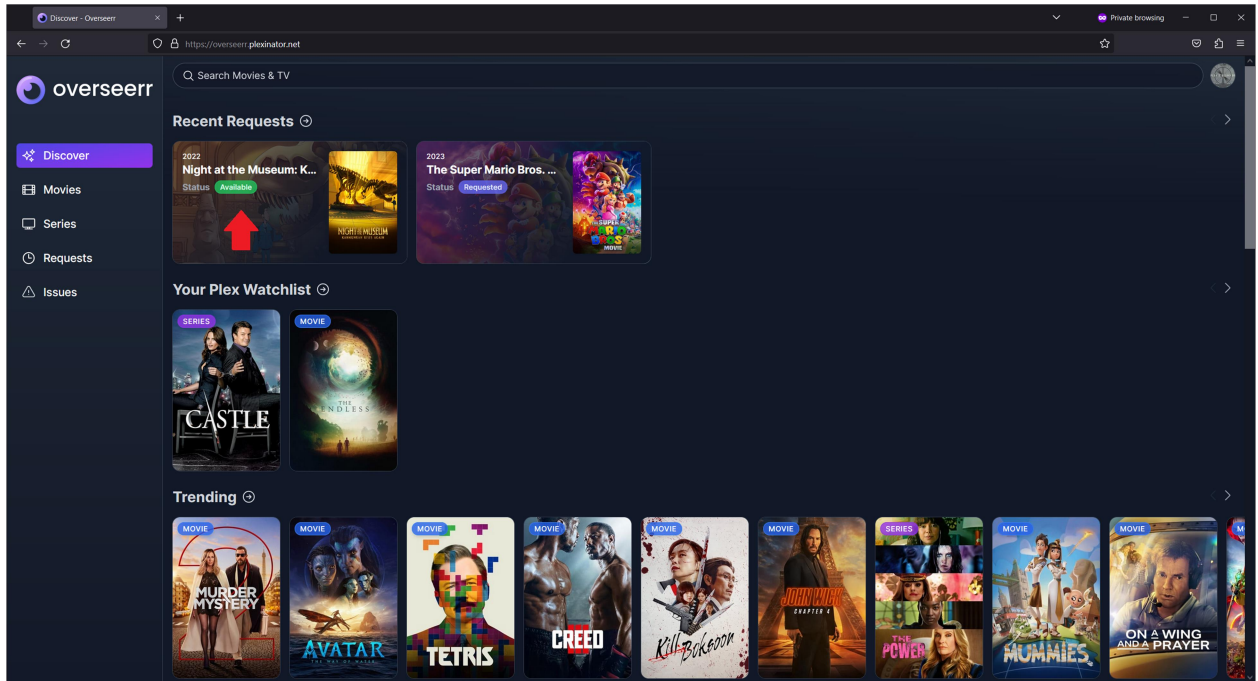 Discover - Overseerr
Private browsing
https://overseerr.plexinator.net
overseerr
Search Movies & TV
Discover
Movies
Series
Requests
Issues
Recent Requests
2022
Night at the Museum: K...
Status Available
NIGHT AT THE MUSEUM
2023
The Super Mario Bros. ...
Status Requested
THE SUPER
MARIO
BROS
MOVIE
Your Plex Watchlist
SERIES
CASTLE
MOVIE
THE
ENDLESS
Trending
MOVIE
MURDER
MYSTERY
2
MOVIE
AVATAR
THE WAY OF WATER
MOVIE
TETRIS
MOVIE
CREED
III
MOVIE
Kill Boksoon
MOVIE
JOHN WICK
CHAPTER 4
SERIES
THE
POWER
MOVIE
MUMMIES
MOVIE
ON A WING
AND A PRAYER
M